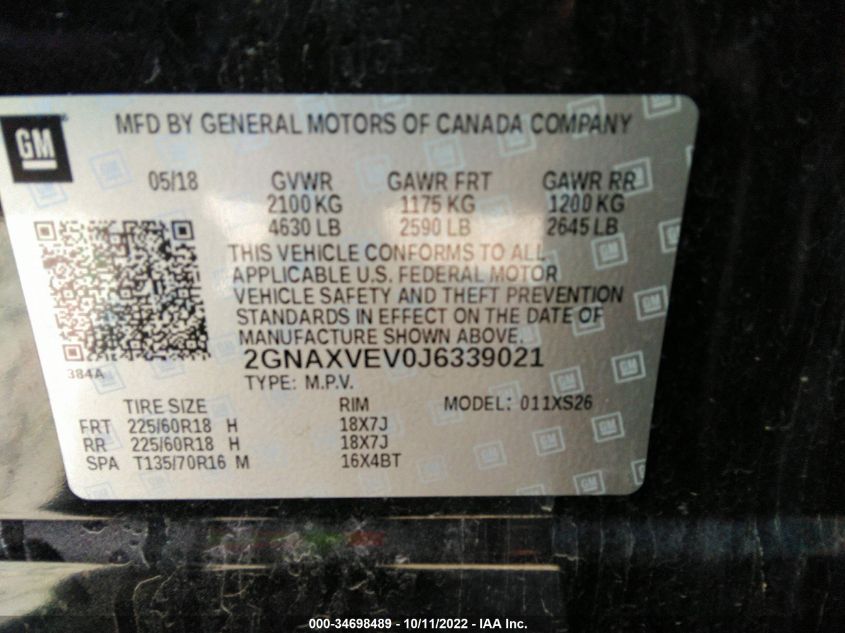 GM
MFD BY GENERAL MOTORS OF CANADA COMPANY
05/18 GVWR GAWR FRT GAWR RR
2100 KG 1175 KG 1200 KG
4630 LB 2590 LB 2645 LB
THIS VEHICLE CONFORMS TO ALL
APPLICABLE U.S. FEDERAL MOTOR
VEHICLE SAFETY AND THEFT PREVENTION
STANDARDS IN EFFECT ON THE DATE OF
MANUFACTURE SHOWN ABOVE.
384A 2GNAXVEV0J6339021
TYPE: M.P.V.
TIRE SIZE RIM MODEL: 011XS26
FRT 225/60R18 H 18X7J
RR 225/60R18 H 18X7J
SPA T135/70R16 M 16X4BT
000-34698489 - 10/11/2022 - IAA Inc.